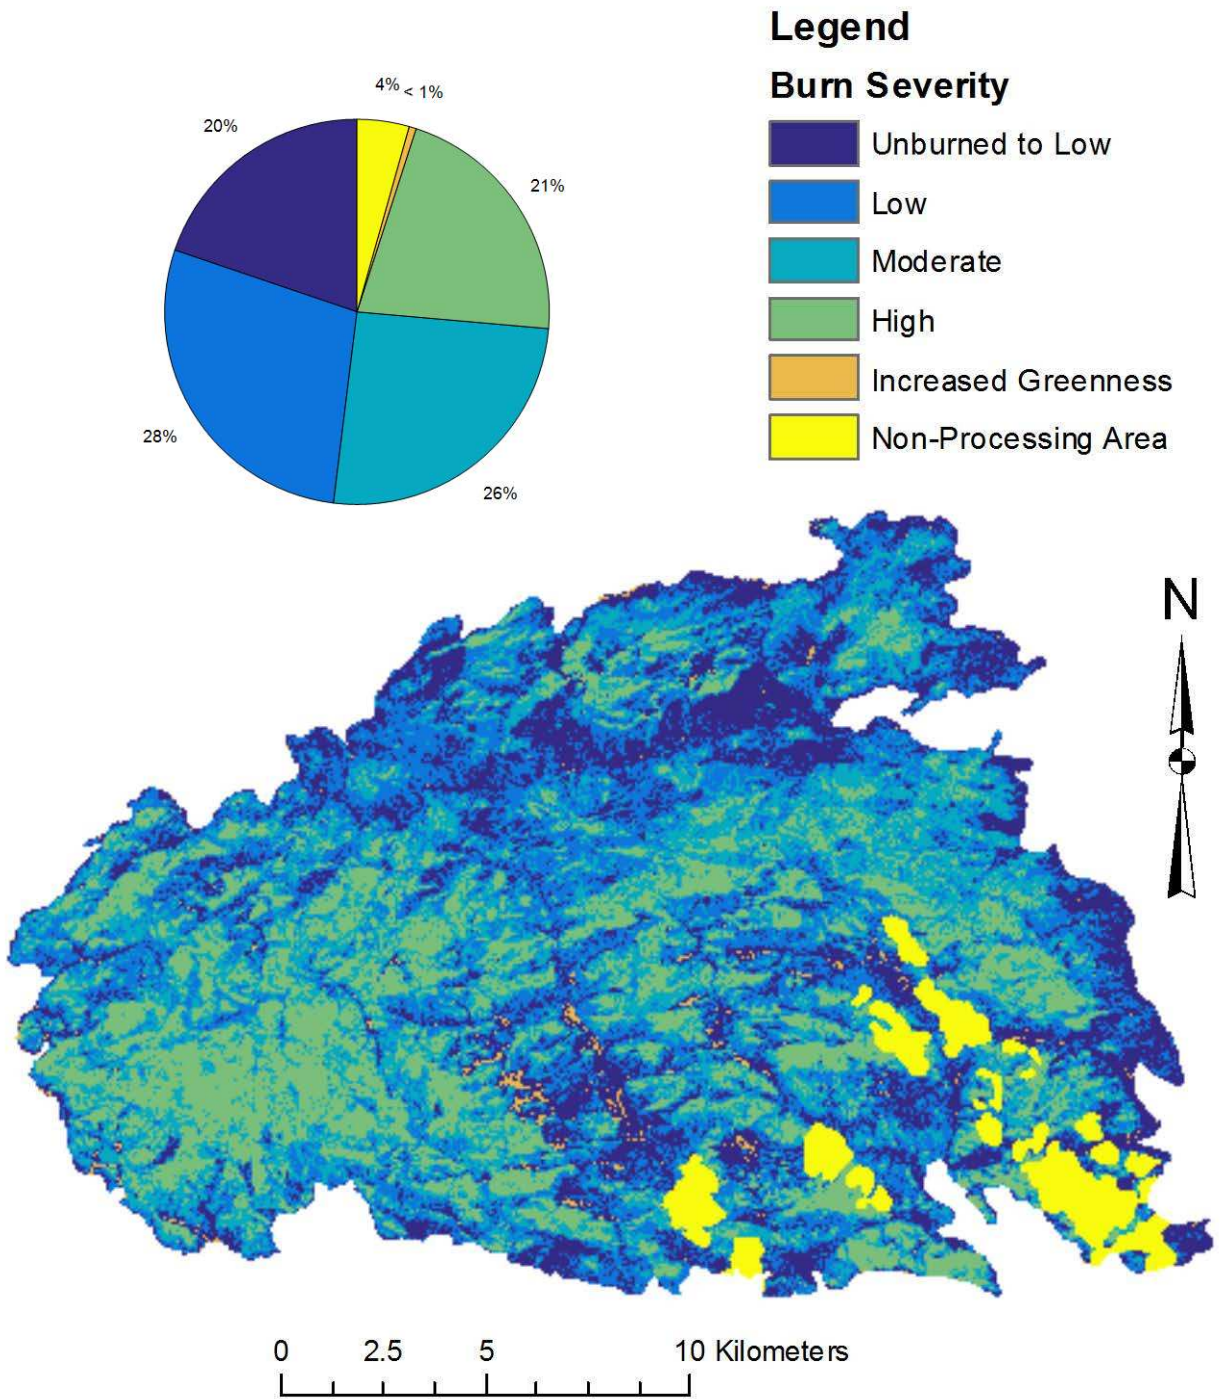 Legend
Burn Severity
Unburned to Low
Low
Moderate
High
Increased Greenness
Non-Processing Area
4%
< 1%
20%
21%
28%
26%
N
0 2.5 5 10 Kilometers